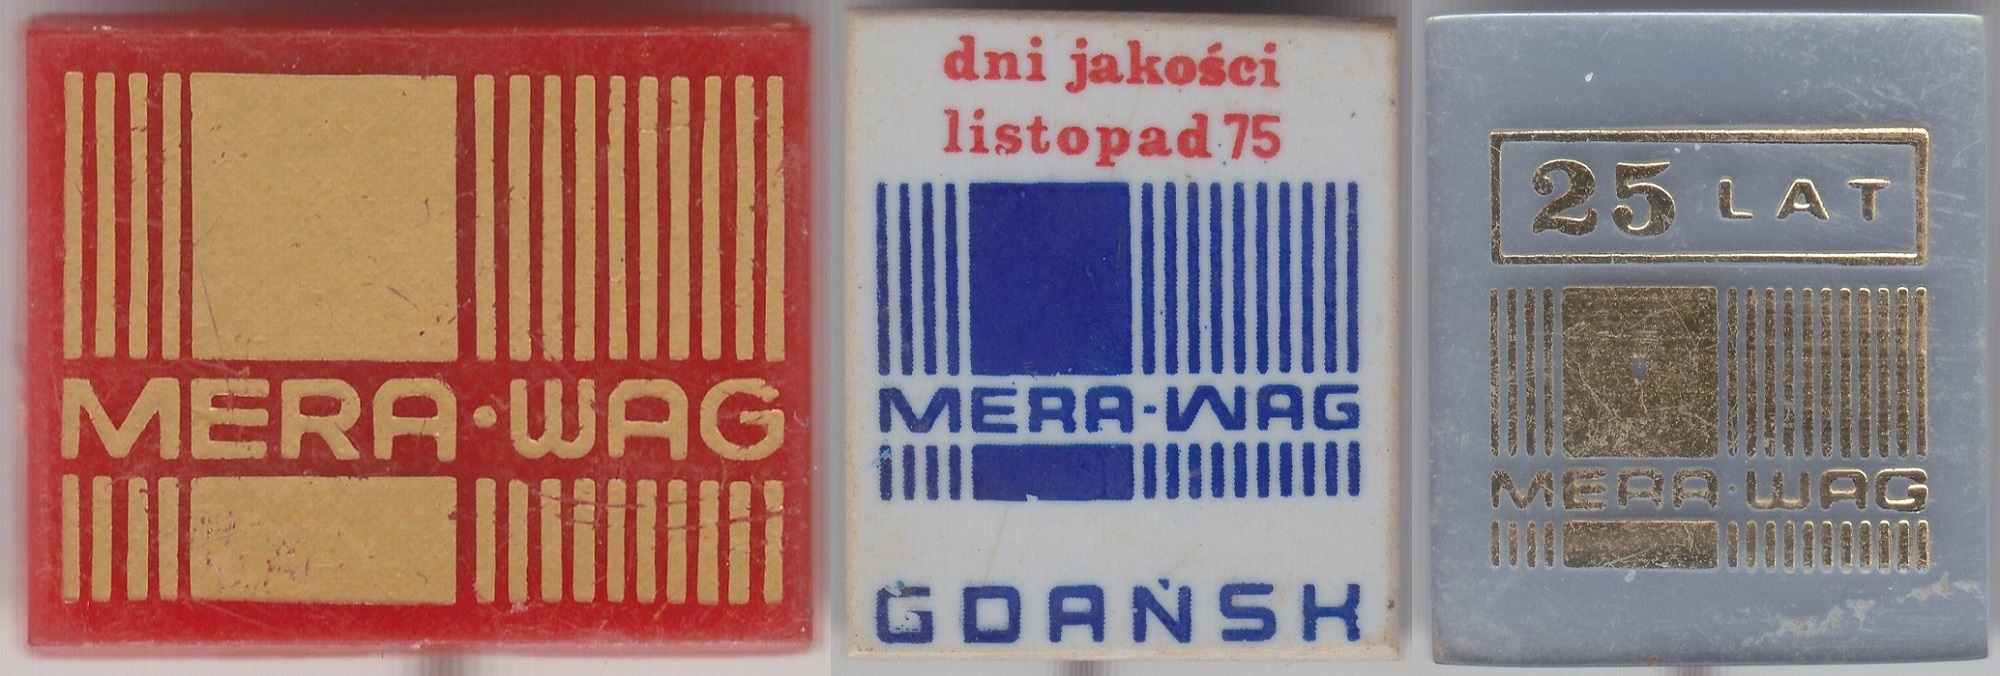 MERA·WAG
dni jakości
listopad 75
MERA·WAG
GDAŃSK
25 LAT
MERA·WAG